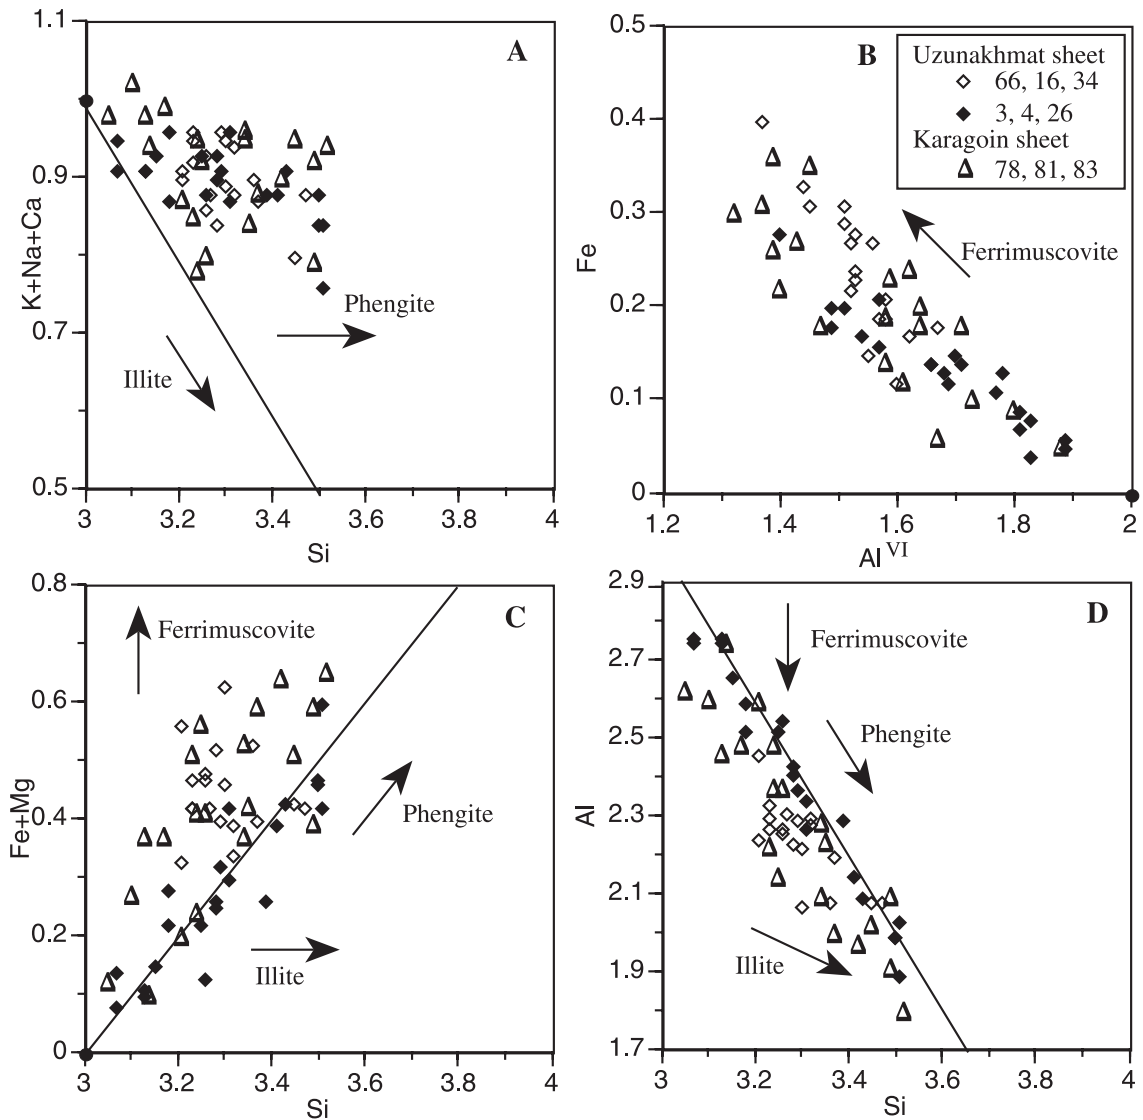 1.1
A
0.9
K+Na+Ca
Phengite
0.7
Illite
0.5
3
3.2
3.4
3.6
3.8
4
Si
0.5
B
Uzunakhmat sheet
66, 16, 34
3, 4, 26
Karagoin sheet
78, 81, 83
0.4
0.3
Fe
Ferrimuscovite
0.2
0.1
0
1.2
1.4
1.6
1.8
2
Al VI
0.8
C
Ferrimuscovite
0.6
Fe+Mg
0.4
Phengite
0.2
Illite
0
3
3.2
3.4
3.6
3.8
4
Si
2.9
D
Ferrimuscovite
2.7
Phengite
2.5
Al
2.3
2.1
Illite
1.9
1.7
3
3.2
3.4
3.6
3.8
4
Si